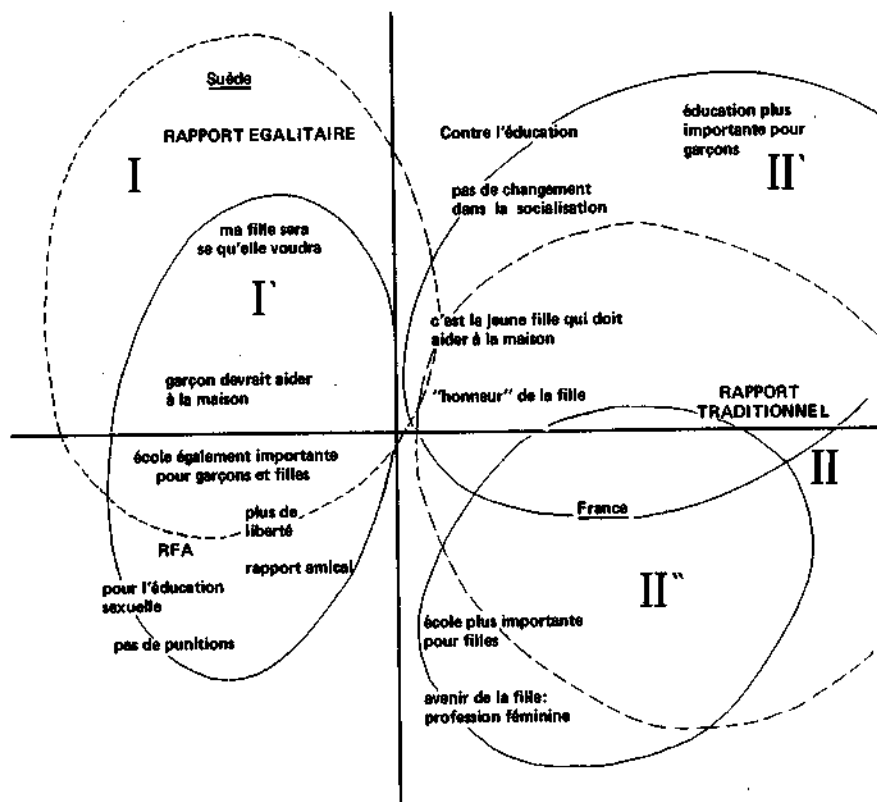 Suède
RAPPORT EGALITAIRE
I
ma fille sera
se qu'elle voudra
I'
garçon devrait aider
à la maison
école également importante
pour garçons et filles
plus de
liberté
RFA
rapport amical
pour l'éducation
sexuelle
pas de punitions
Contre l'éducation
éducation plus
importante pour
garçons
II'
pas de changement
dans la socialisation
c'est la jeune fille qui doit
aider à la maison
"honneur" de la fille
RAPPORT
TRADITIONNEL
II
France
II"
école plus importante
pour filles
avenir de la fille:
profession féminine